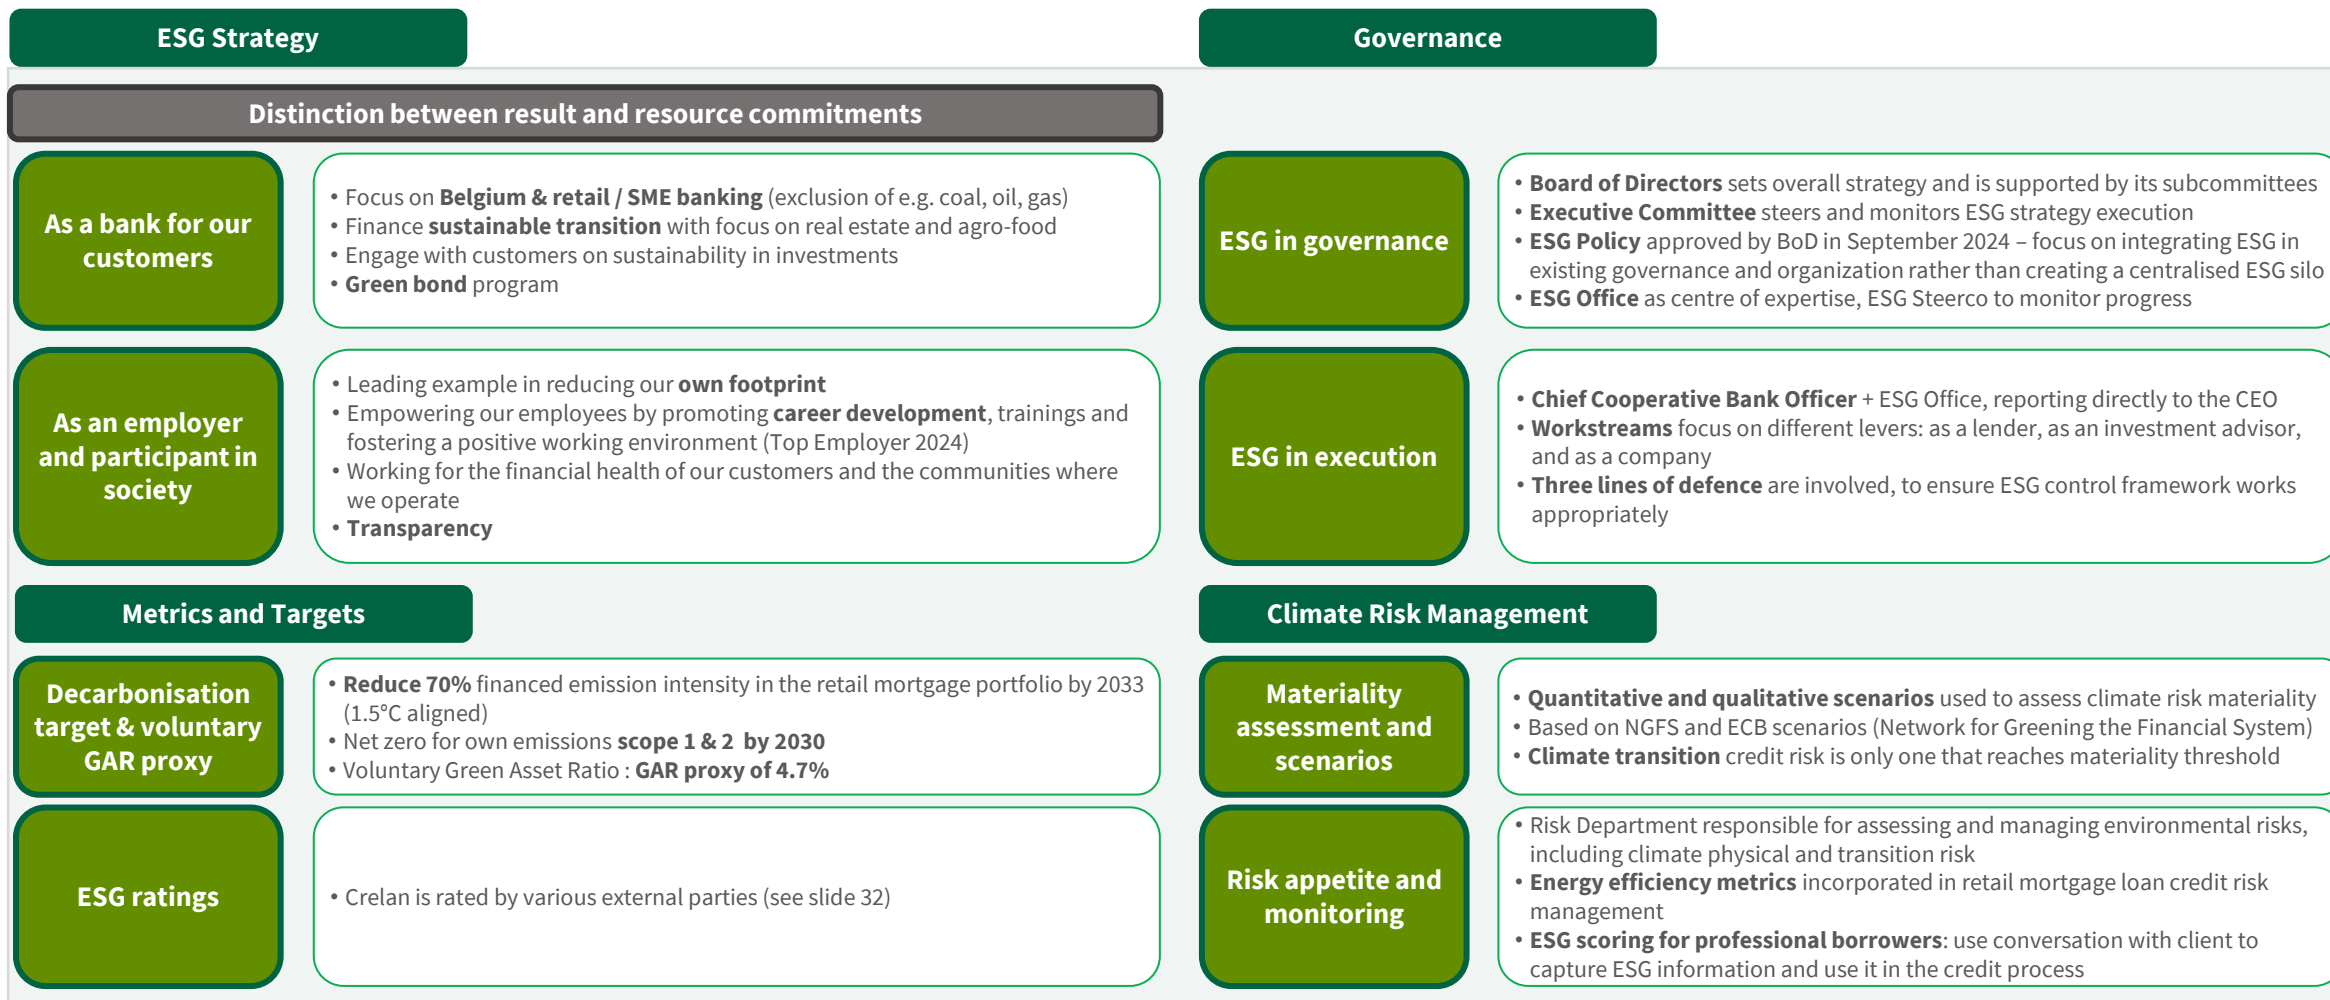 ESG Strategy
Distinction between result and resource commitments
As a bank for our
customers
• Focus on Belgium & retail / SME banking (exclusion of e.g. coal, oil, gas)
• Finance sustainable transition with focus on real estate and agro-food
• Engage with customers on sustainability in investments
• Green bond program
As an employer
and participant in
society
• Leading example in reducing our own footprint
• Empowering our employees by promoting career development, trainings and
fostering a positive working environment (Top Employer 2024)
• Working for the financial health of our customers and the communities where
we operate
• Transparency
Governance
ESG in governance
• Board of Directors sets overall strategy and is supported by its subcommittees
• Executive Committee steers and monitors ESG strategy execution
• ESG Policy approved by BoD in September 2024 – focus on integrating ESG in
existing governance and organization rather than creating a centralised ESG silo
• ESG Office as centre of expertise, ESG Steerco to monitor progress
ESG in execution
• Chief Cooperative Bank Officer + ESG Office, reporting directly to the CEO
• Workstreams focus on different levers: as a lender, as an investment advisor,
and as a company
• Three lines of defence are involved, to ensure ESG control framework works
appropriately
Metrics and Targets
Decarbonisation
target & voluntary
GAR proxy
• Reduce 70% financed emission intensity in the retail mortgage portfolio by 2033
(1.5°C aligned)
• Net zero for own emissions scope 1 & 2 by 2030
• Voluntary Green Asset Ratio : GAR proxy of 4.7%
ESG ratings
• Crelan is rated by various external parties (see slide 32)
Climate Risk Management
Materiality
assessment and
scenarios
• Quantitative and qualitative scenarios used to assess climate risk materiality
• Based on NGFS and ECB scenarios (Network for Greening the Financial System)
• Climate transition credit risk is only one that reaches materiality threshold
Risk appetite and
monitoring
• Risk Department responsible for assessing and managing environmental risks,
including climate physical and transition risk
• Energy efficiency metrics incorporated in retail mortgage loan credit risk
management
• ESG scoring for professional borrowers: use conversation with client to
capture ESG information and use it in the credit process